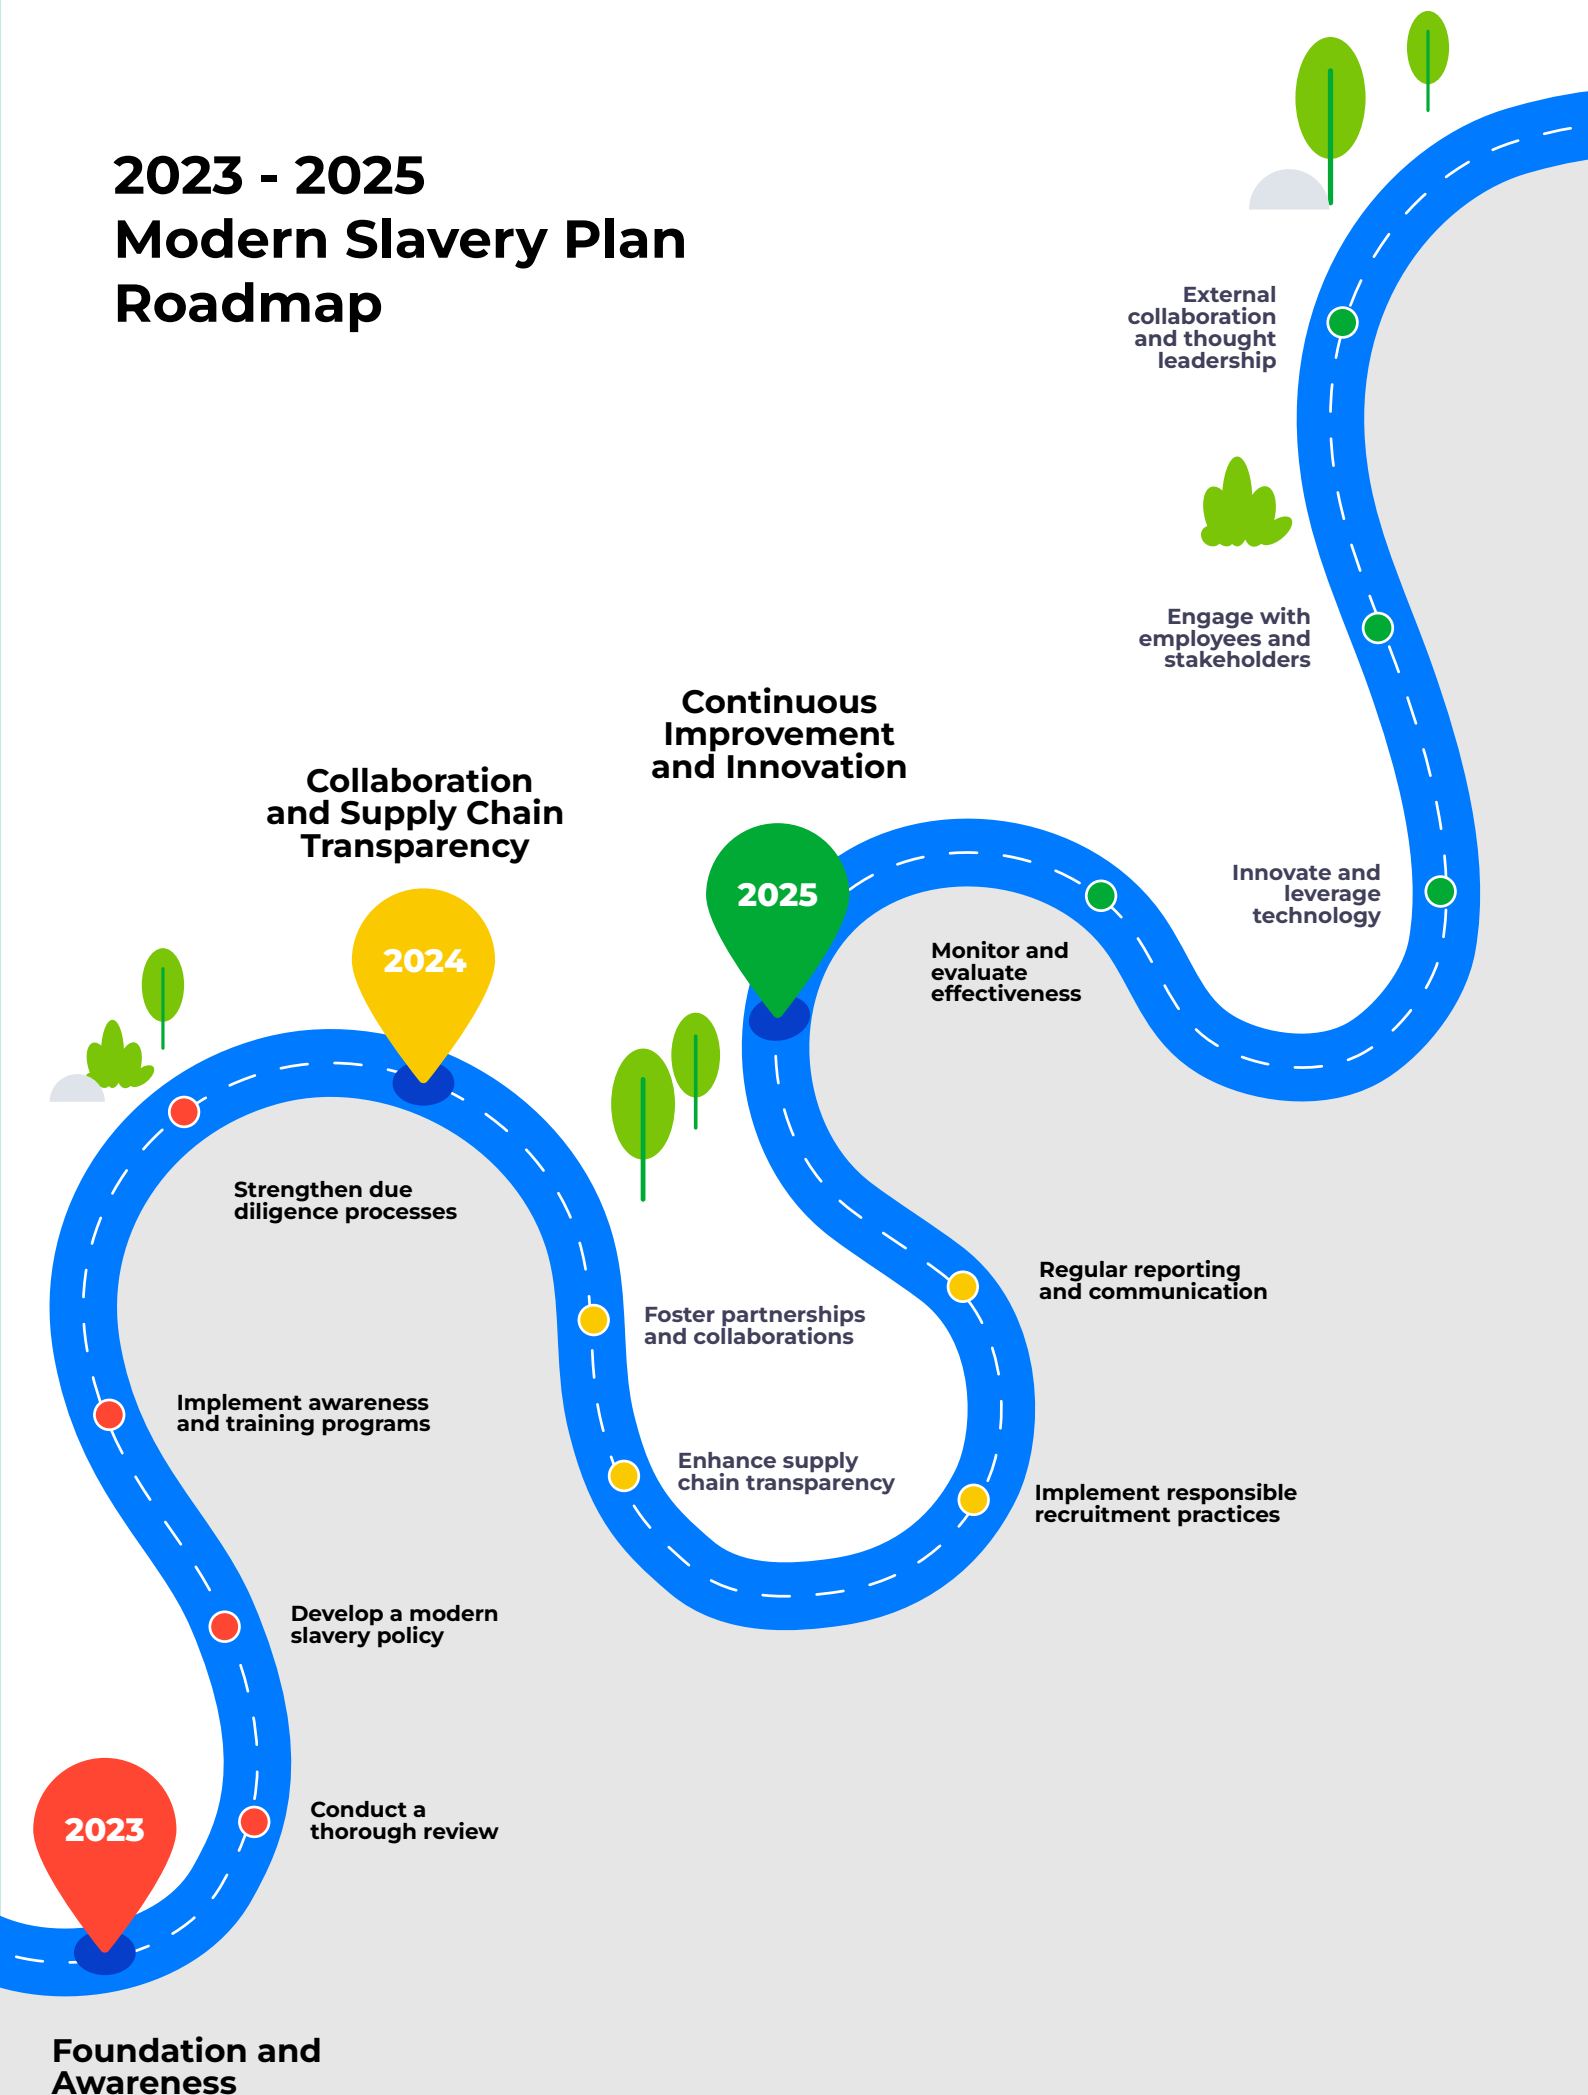 2023 - 2025
Modern Slavery Plan
Roadmap
External
collaboration
and thought
leadership
Engage with
employees and
stakeholders
Continuous
Improvement
and Innovation
Collaboration
and Supply Chain
Transparency
Innovate and
leverage
technology
2025
2024
Monitor and
evaluate
effectiveness
Strengthen due
diligence processes
Regular reporting
and communication
Foster partnerships
and collaborations
Implement awareness
and training programs
Enhance supply
chain transparency
Implement responsible
recruitment practices
Develop a modern
slavery policy
Conduct a
thorough review
2023
Foundation and
Awareness